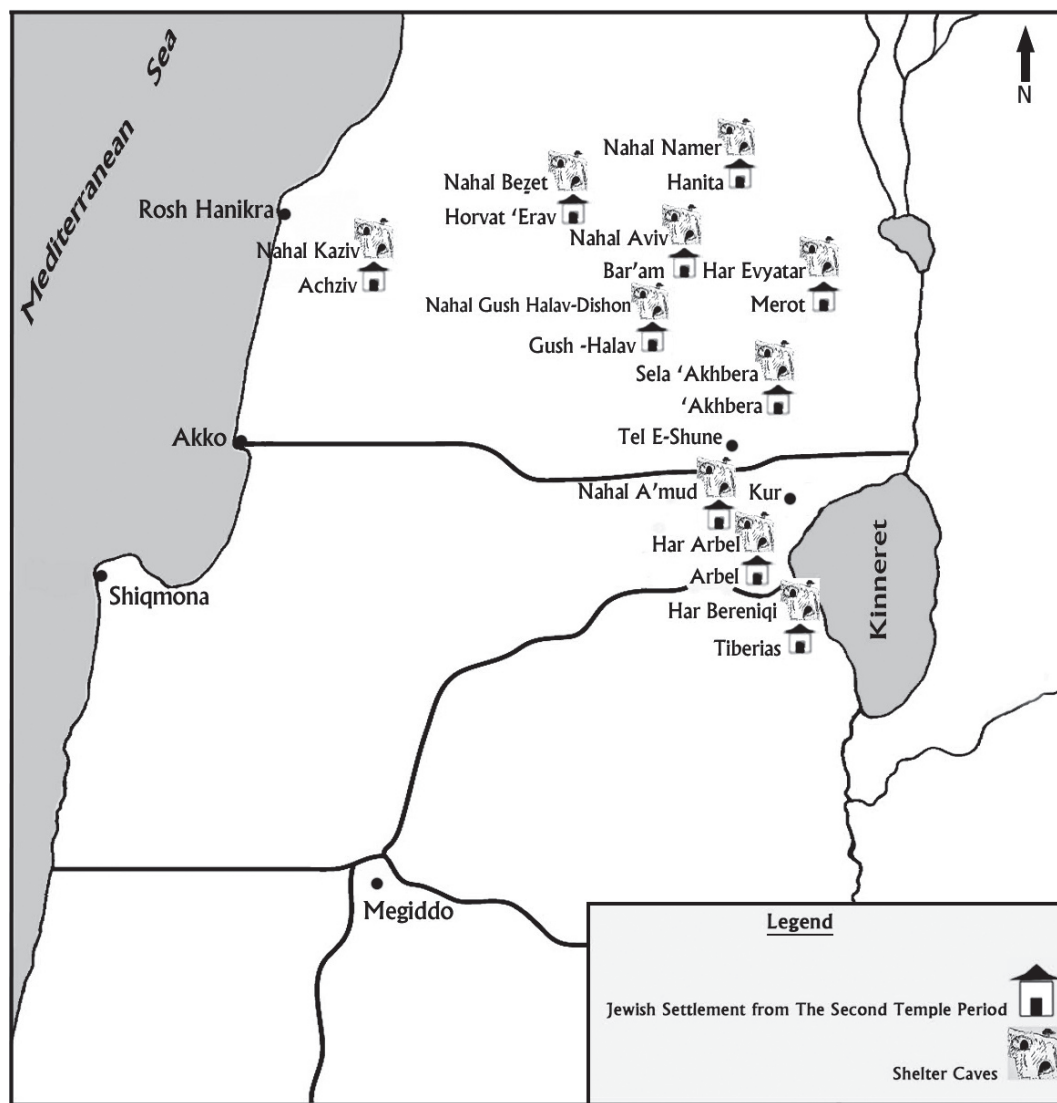 Mediterranean Sea
N
Nahal Namer
Hanita
Nahal Beẕet
Horvat ‘Erav
Rosh Hanikra
Nahal Kaziv
Achziv
Nahal Aviv
Bar’am
Har Evyatar
Merot
Nahal Gush Halav-Dishon
Gush -Halav
Sela ‘Akhbera
‘Akhbera
Akko
Tel E-Shune
Nahal A’mud
Kur
Har Arbel
Arbel
Har Bereniqi
Tiberias
Kinneret
Shiqmona
Megiddo
Legend
Jewish Settlement from The Second Temple Period
Shelter Caves